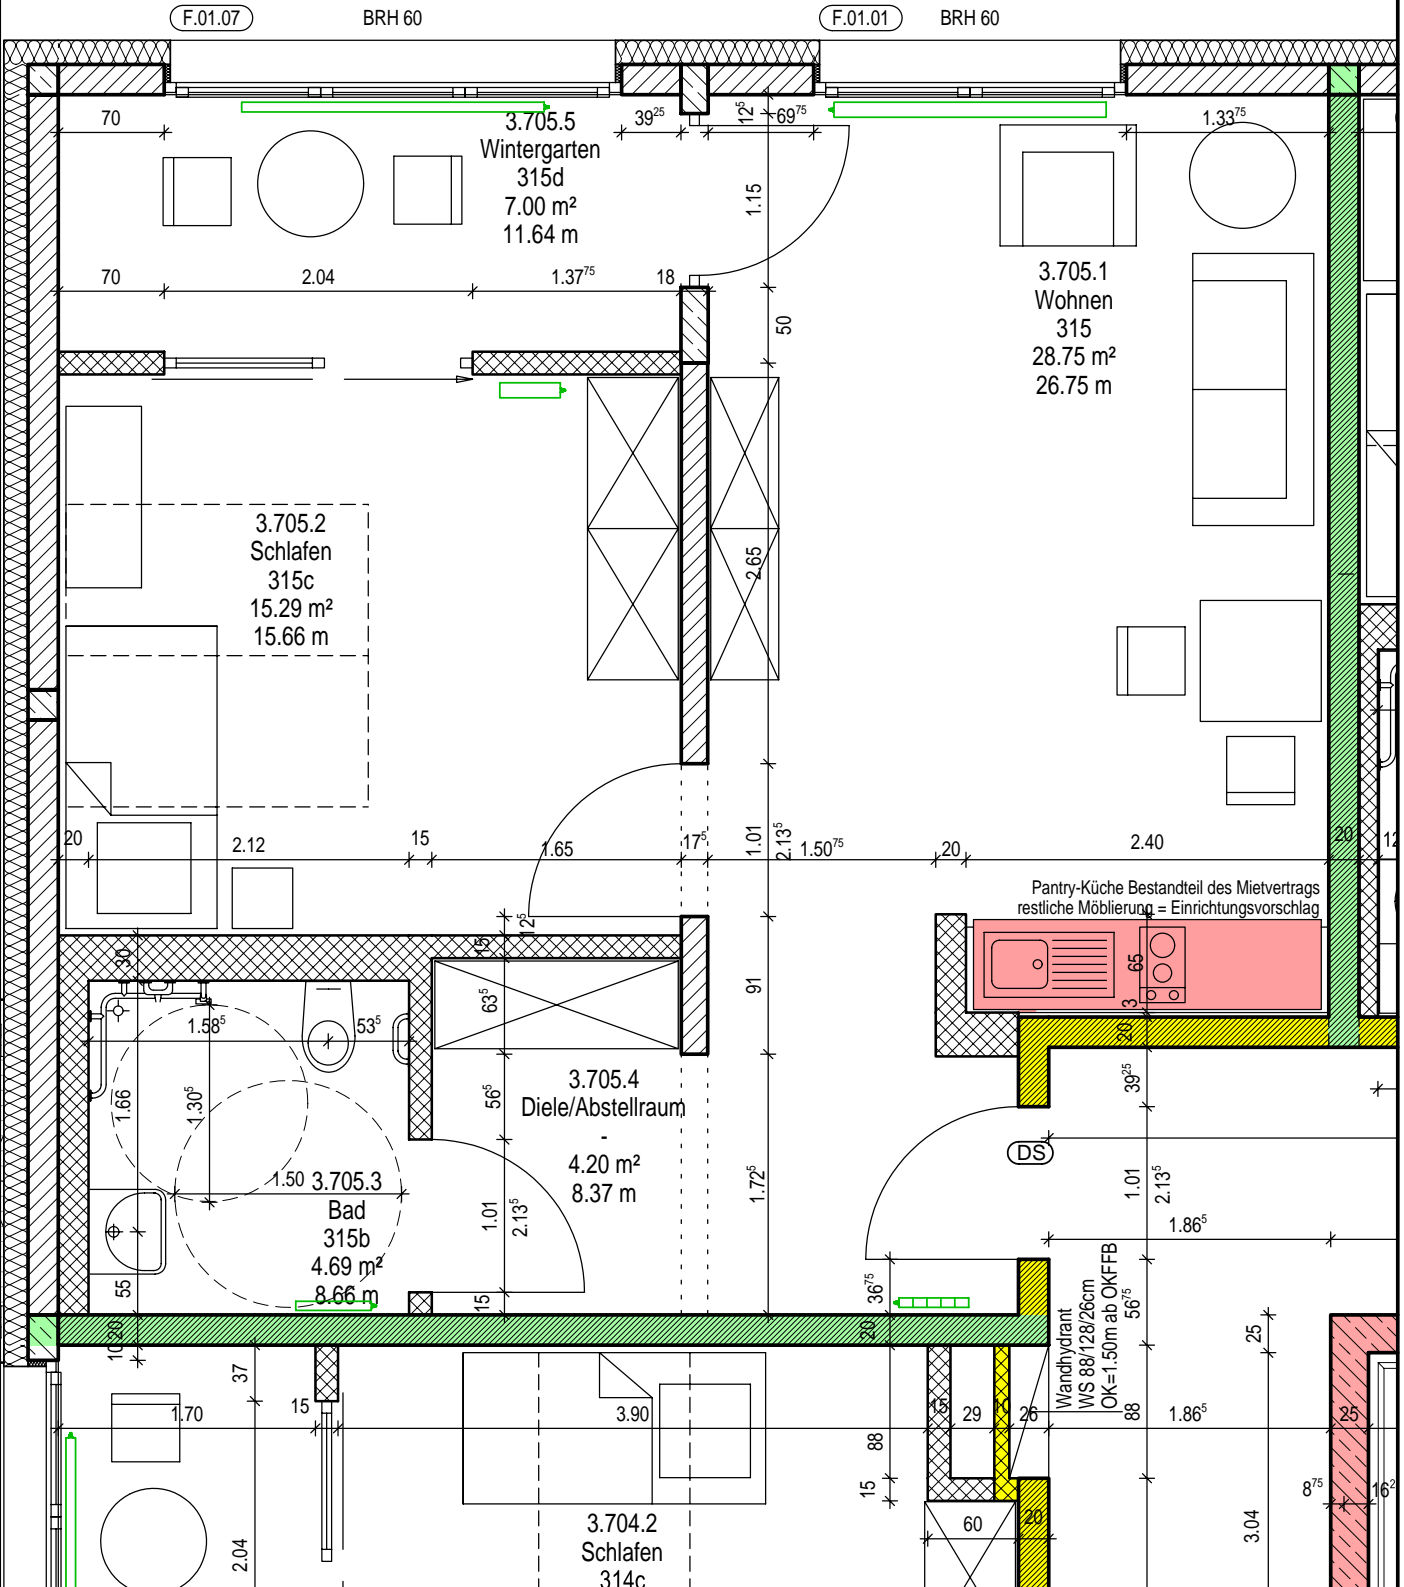 F.01.07
BRH 60
F.01.01
BRH 60
70
3.705.5
Wintergarten
315d
7.00 m²
11.64 m
39²⁵
12⁵
69⁷⁵
1.33⁷⁵
1.15
70
2.04
1.37⁷⁵
18
50
3.705.1
Wohnen
315
28.75 m²
26.75 m
3.705.2
Schlafen
315c
15.29 m²
15.66 m
2.65
20
2.12
15
1.65
17⁵
1.01
2.13⁵
1.50⁷⁵
20
2.40
20
12
Pantry-Küche Bestandteil des Mietvertrags
restliche Möblierung = Einrichtungsvorschlag
12⁵
15
30
63⁵
91
65
3
20
1.58⁵
53⁵
1.66
1.30⁵
56⁵
39²⁵
3.705.4
Diele/Abstellraum
-
4.20 m²
8.37 m
DS
1.50
3.705.3
Bad
315b
4.69 m²
8.66 m
1.01
2.13⁵
1.72⁵
1.01
2.13⁵
1.86⁵
55
15
36⁷⁵
56⁷⁵
Wandhydrant
WS 88/128/26cm
OK=1.50m ab OKFFB
20
10
20
25
37
1.70
15
3.90
15
29
10
26
88
1.86⁵
25
88
15
8⁷⁵
16²
2.04
60
20
3.04
3.704.2
Schlafen
314c